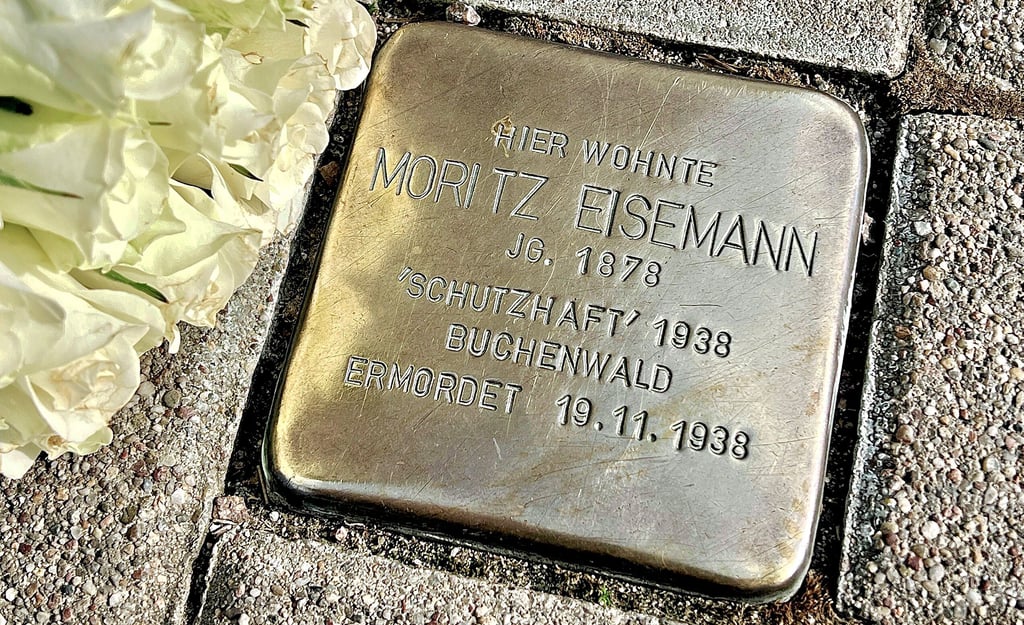 HIER WOHNTE
MORITZ EISEMANN
JG. 1878
'SCHUTZHAFT' 1938
BUCHENWALD
ERMORDET 19.11.1938